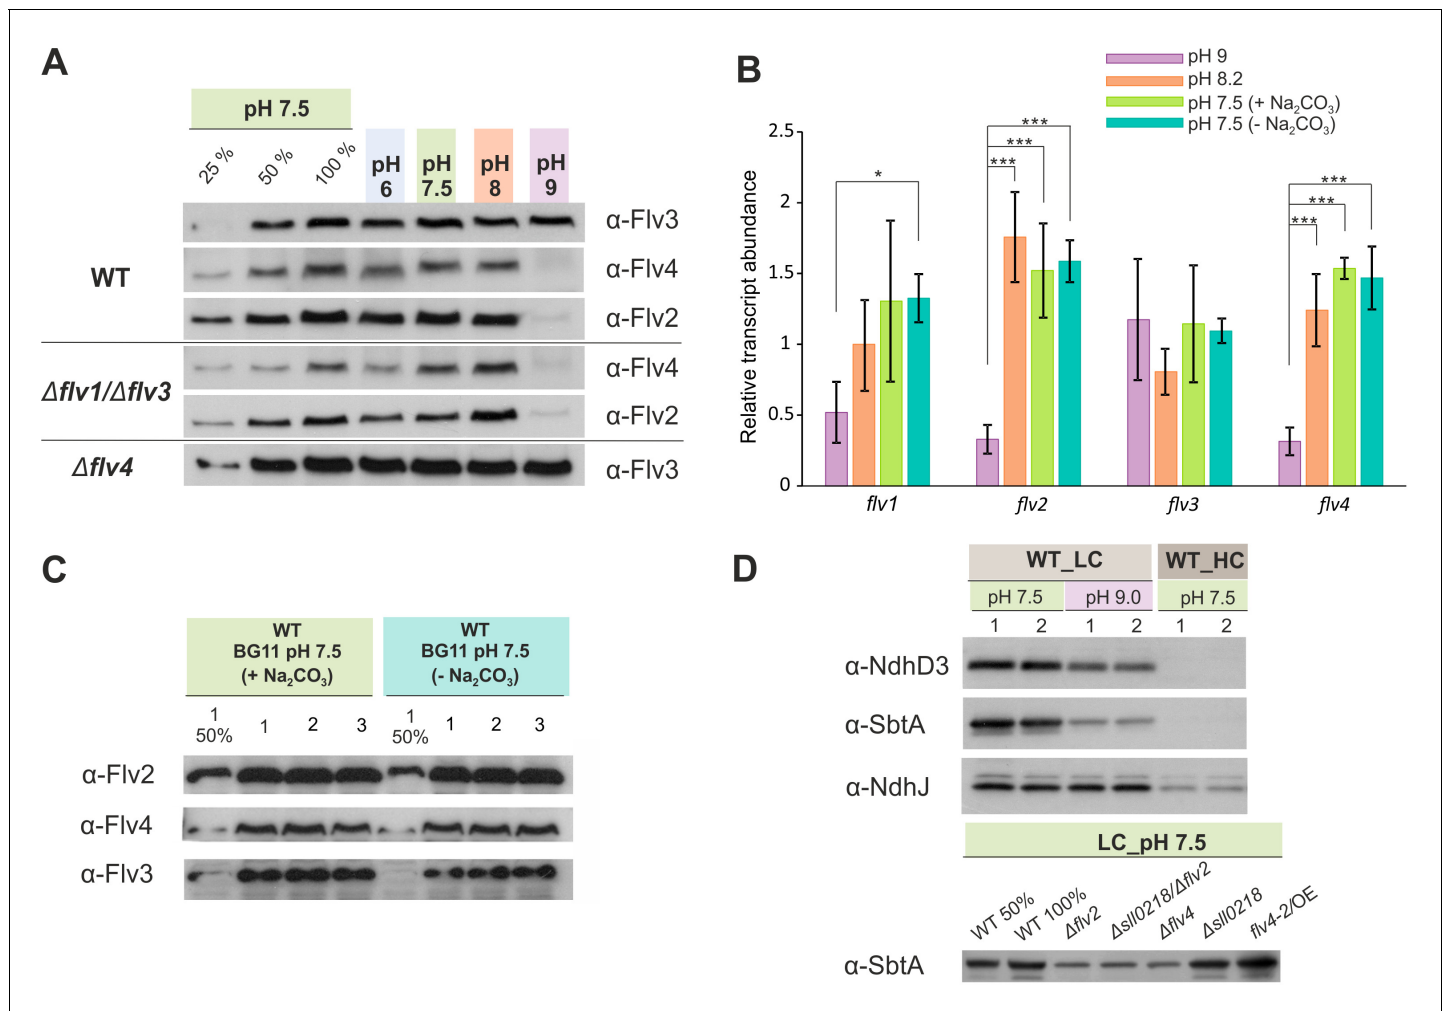 A
pH 7.5
25 %
50 %
100 %
pH 6
pH 7.5
pH 8
pH 9
WT
α-Flv3
α-Flv4
α-Flv2
Δflv1/Δflv3
α-Flv4
α-Flv2
Δflv4
α-Flv3
B
pH 9
pH 8.2
pH 7.5 (+ Na₂CO₃)
pH 7.5 (- Na₂CO₃)
Relative transcript abundance
2.5
2
1.5
1
0.5
0
*
***
***
***
***
***
***
flv1
flv2
flv3
flv4
C
WT
BG11 pH 7.5
(+ Na₂CO₃)
WT
BG11 pH 7.5
(- Na₂CO₃)
1 50%
1
2
3
1 50%
1
2
3
α-Flv2
α-Flv4
α-Flv3
D
WT_LC
WT_HC
pH 7.5
pH 9.0
pH 7.5
1 2 1 2 1 2
α-NdhD3
α-SbtA
α-NdhJ
LC_pH 7.5
WT 50%
WT 100%
Δflv2
Δsll0218/Δflv2
Δflv4
Δsll0218
flv4-2/OE
α-SbtA